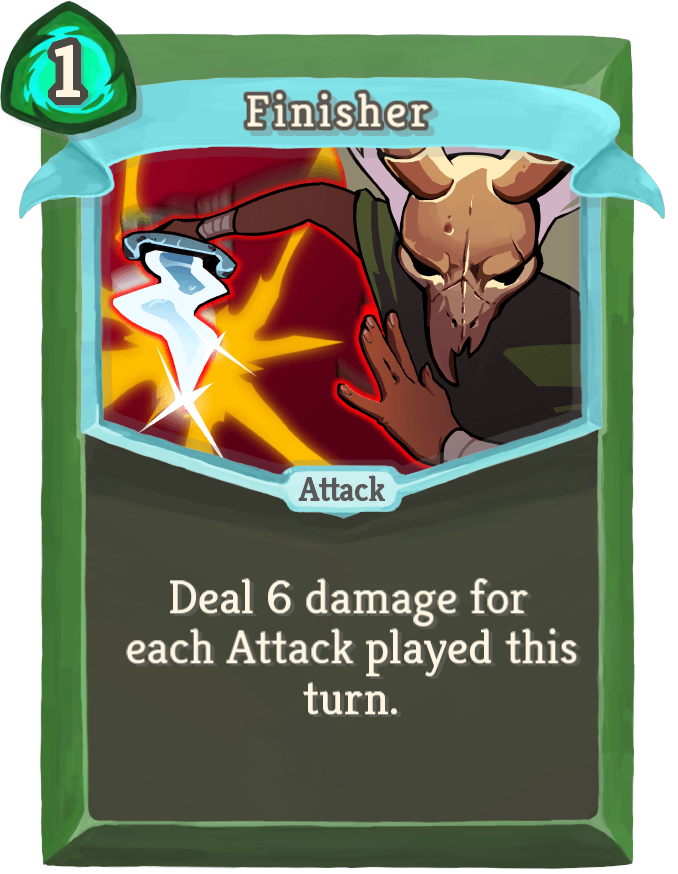 1
Finisher
Attack
Deal 6 damage for
each Attack played this
turn.